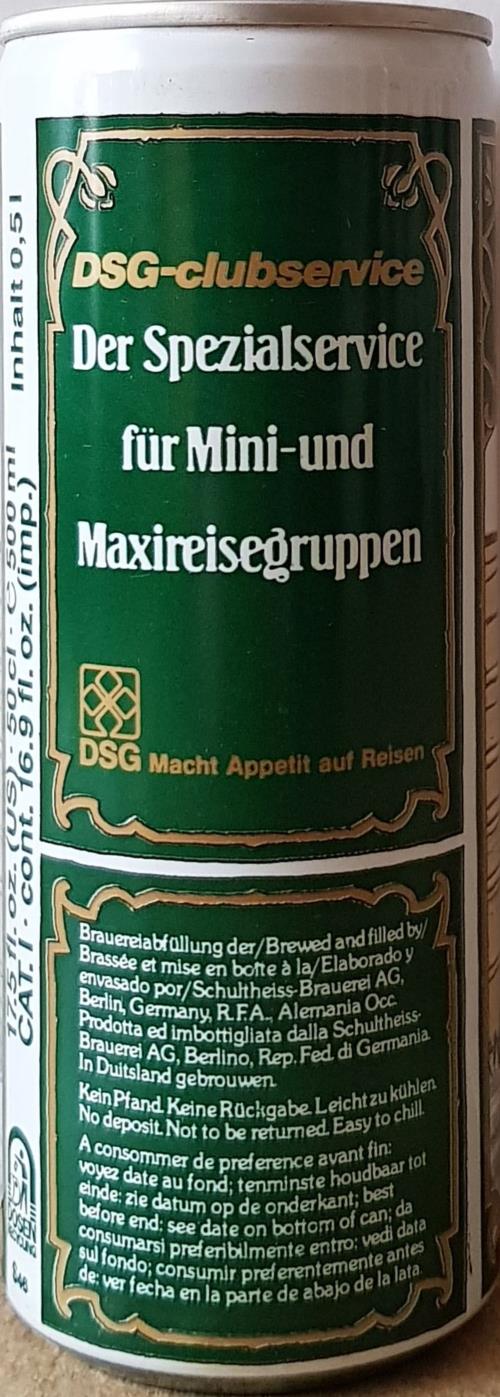 DSG-clubservice
Der Spezialservice
für Mini-und
Maxireisegruppen
DSG Macht Appetit auf Reisen
Brauereiabfüllung der/Brewed and filled by/
Brassée et mise en boîte à la/Elaborado y
envasado por/Schultheiss-Brauerei AG,
Berlin, Germany, R.F.A., Alemania Occ.
Prodotta ed imbottigliata dalla Schultheiss-
Brauerei AG, Berlino, Rep. Fed. di Germania.
In Duitsland gebrouwen.
Kein Pfand. Keine Rückgabe. Leicht zu kühlen.
No deposit. Not to be returned. Easy to chill.
A consommer de preference avant fin:
voyez date au fond; tenminste houdbaar tot
einde: zie datum op de onderkant; best
before end: see date on bottom of can; da
consumarsi preferibilmente entro: vedi data
sul fondo; consumir preferentemente antes
de: ver fecha en la parte de abajo de la lata.
17.5 fl. oz. (US) · 50 cl · C 500 ml
CAT. I · cont. 16.9 fl. oz. (imp.)
Inhalt 0,5 l